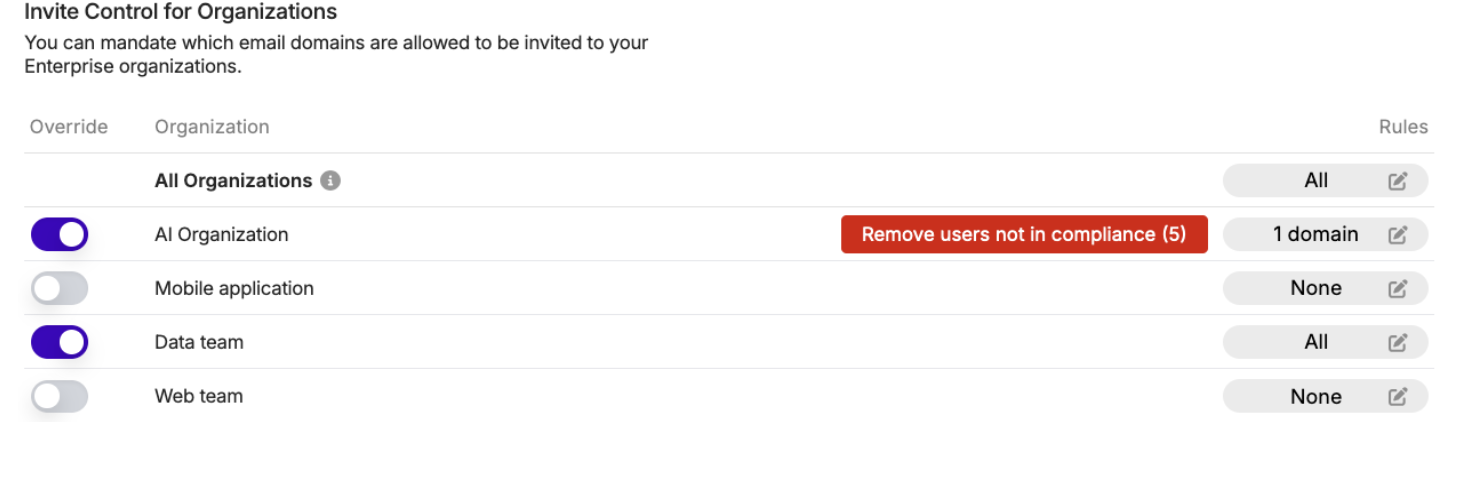 Invite Control for Organizations
You can mandate which email domains are allowed to be invited to your
Enterprise organizations.
Override Organization Rules
All Organizations All
AI Organization Remove users not in compliance (5) 1 domain
Mobile application None
Data team All
Web team None